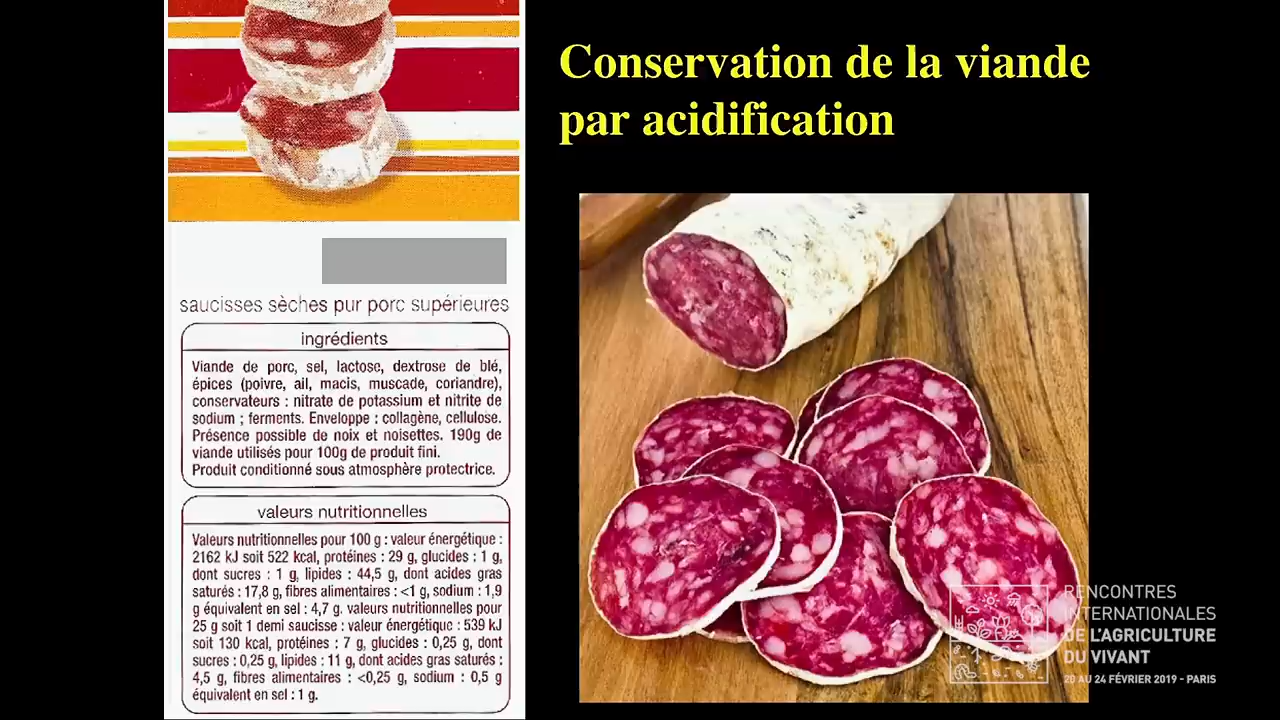 Conservation de la viande
par acidification
saucisses sèches pur porc supérieures
ingrédients
Viande de porc, sel, lactose, dextrose de blé,
épices (poivre, ail, macis, muscade, coriandre),
conservateurs : nitrate de potassium et nitrite de
sodium ; ferments. Enveloppe : collagène, cellulose.
Présence possible de noix et noisettes. 190g de
viande utilisés pour 100g de produit fini.
Produit conditionné sous atmosphère protectrice.
valeurs nutritionnelles
Valeurs nutritionnelles pour 100 g : valeur énergétique :
2162 kJ soit 522 kcal, protéines : 29 g, glucides : 1 g,
dont sucres : 1 g, lipides : 44,5 g, dont acides gras
saturés : 17,8 g, fibres alimentaires : <1 g, sodium : 1,9
g équivalent en sel : 4,7 g. valeurs nutritionnelles pour
25 g soit 1 demi saucisse : valeur énergétique : 539 kJ
soit 130 kcal, protéines : 7 g, glucides : 0,25 g, dont
sucres : 0,25 g, lipides : 11 g, dont acides gras saturés :
4,5 g, fibres alimentaires : <0,25 g, sodium : 0,5 g
équivalent en sel : 1 g.
RENCONTRES
INTERNATIONALES
DE L'AGRICULTURE
DU VIVANT
20 AU 24 FÉVRIER 2019 - PARIS